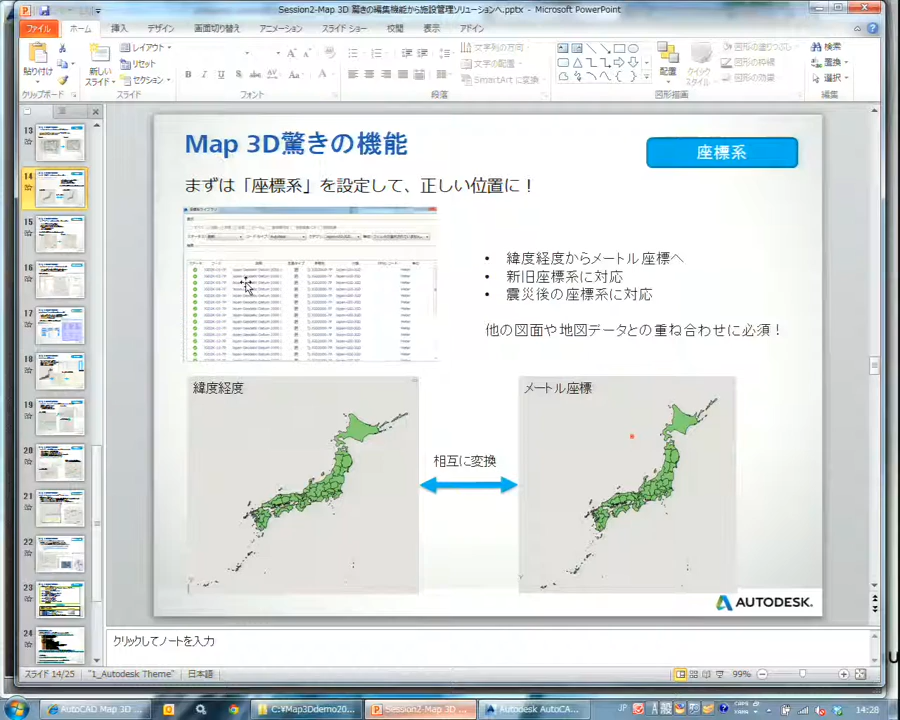 Session2-Map 3D 驚きの編集機能から施設管理ソリューションへ.pptx - Microsoft PowerPoint
ファイル
ホーム
挿入
デザイン
画面切り替え
アニメーション
スライド ショー
校閲
表示
アドイン
貼り付け
クリップボード
新しい
スライド
レイアウト
リセット
セクション
スライド
フォント
文字列の方向
文字の配置
SmartArt に変換
段落
配置
クイック
スタイル
図形の塗りつぶし
図形の枠線
図形の効果
図形描画
検索
置換
選択
編集
13
14
15
16
17
18
19
20
21
22
23
24
Map 3D驚きの機能
座標系
まずは「座標系」を設定して、正しい位置に！
• 緯度経度からメートル座標へ
• 新旧座標系に対応
• 震災後の座標系に対応
他の図面や地図データとの重ね合わせに必須！
緯度経度
相互に変換
メートル座標
AUTODESK.
クリックしてノートを入力
スライド 14/25
"1_Autodesk Theme"
日本語
99%
AutoCAD Map 3D ...
C:¥Map3Ddemo20...
Session2-Map 3D ...
Autodesk AutoCA...
JP
14:28